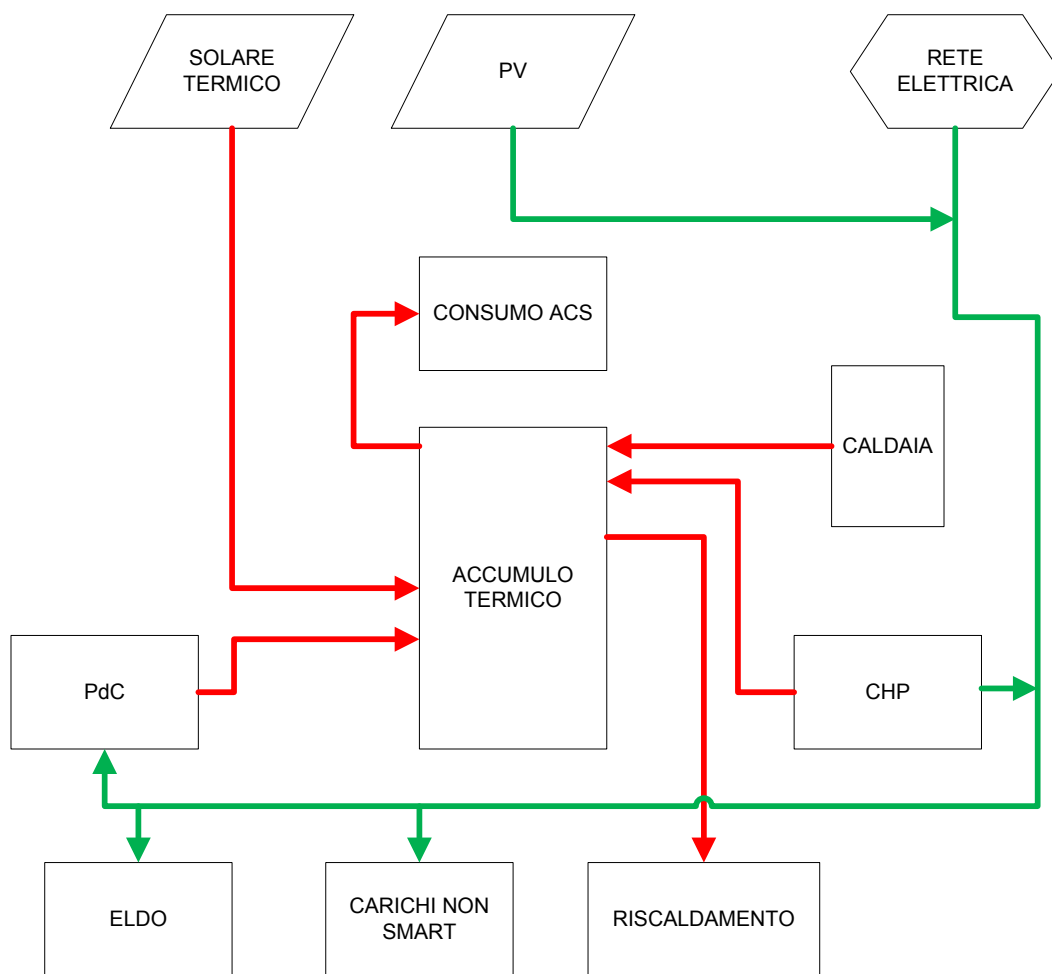 SOLARE
TERMICO
PV
RETE
ELETTRICA
CONSUMO ACS
CALDAIA
ACCUMULO
TERMICO
PdC
CHP
ELDO
CARICHI NON
SMART
RISCALDAMENTO